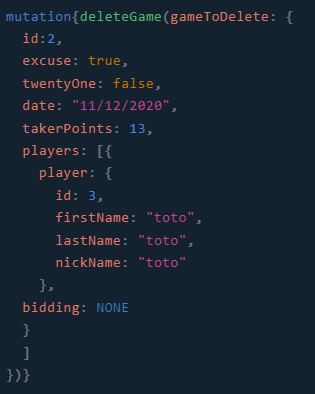 mutation{deleteGame(gameToDelete: {
  id:2,
  excuse: true,
  twentyOne: false,
  date: "11/12/2020",
  takerPoints: 13,
  players: [{
    player: {
      id: 3,
      firstName: "toto",
      lastName: "toto",
      nickName: "toto"
    },
  bidding: NONE
  }
  ]
})}